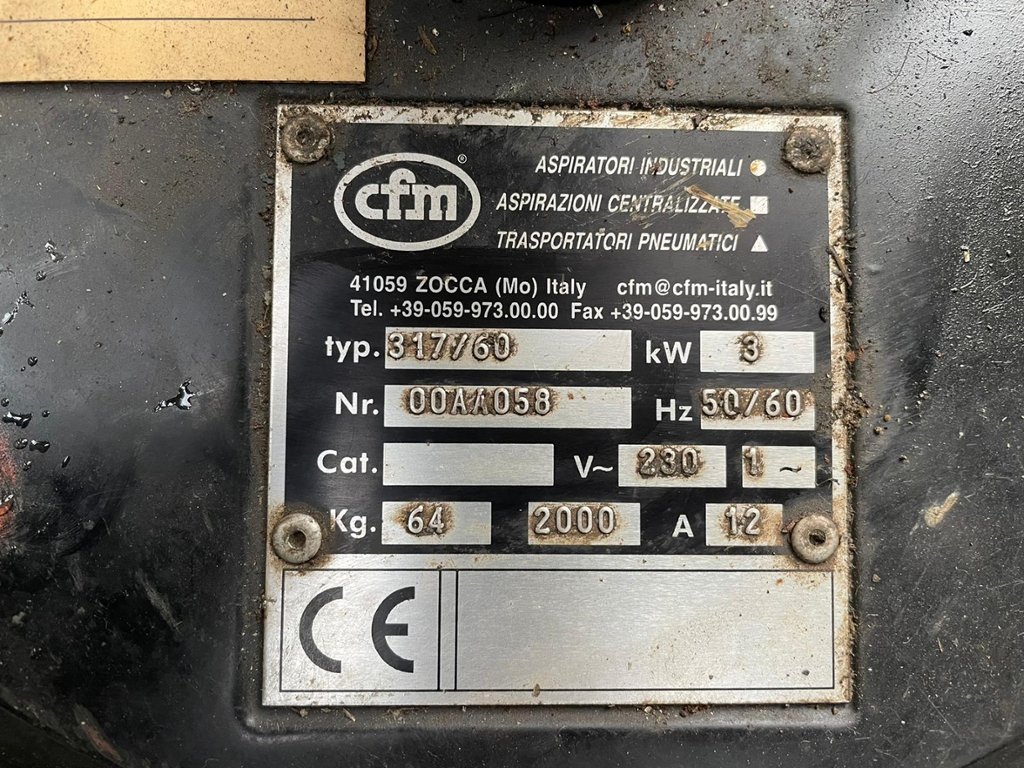 cfm®
ASPIRATORI INDUSTRIALI
ASPIRAZIONI CENTRALIZZATE
TRASPORTATORI PNEUMATICI
41059 ZOCCA (Mo) Italy cfm@cfm-italy.it
Tel. +39-059-973.00.00 Fax +39-059-973.00.99
typ. 317/60 kW 3
Nr. 00AA058 Hz 50/60
Cat. V~ 230 1 ~
Kg. 64 2000 A 12
CE